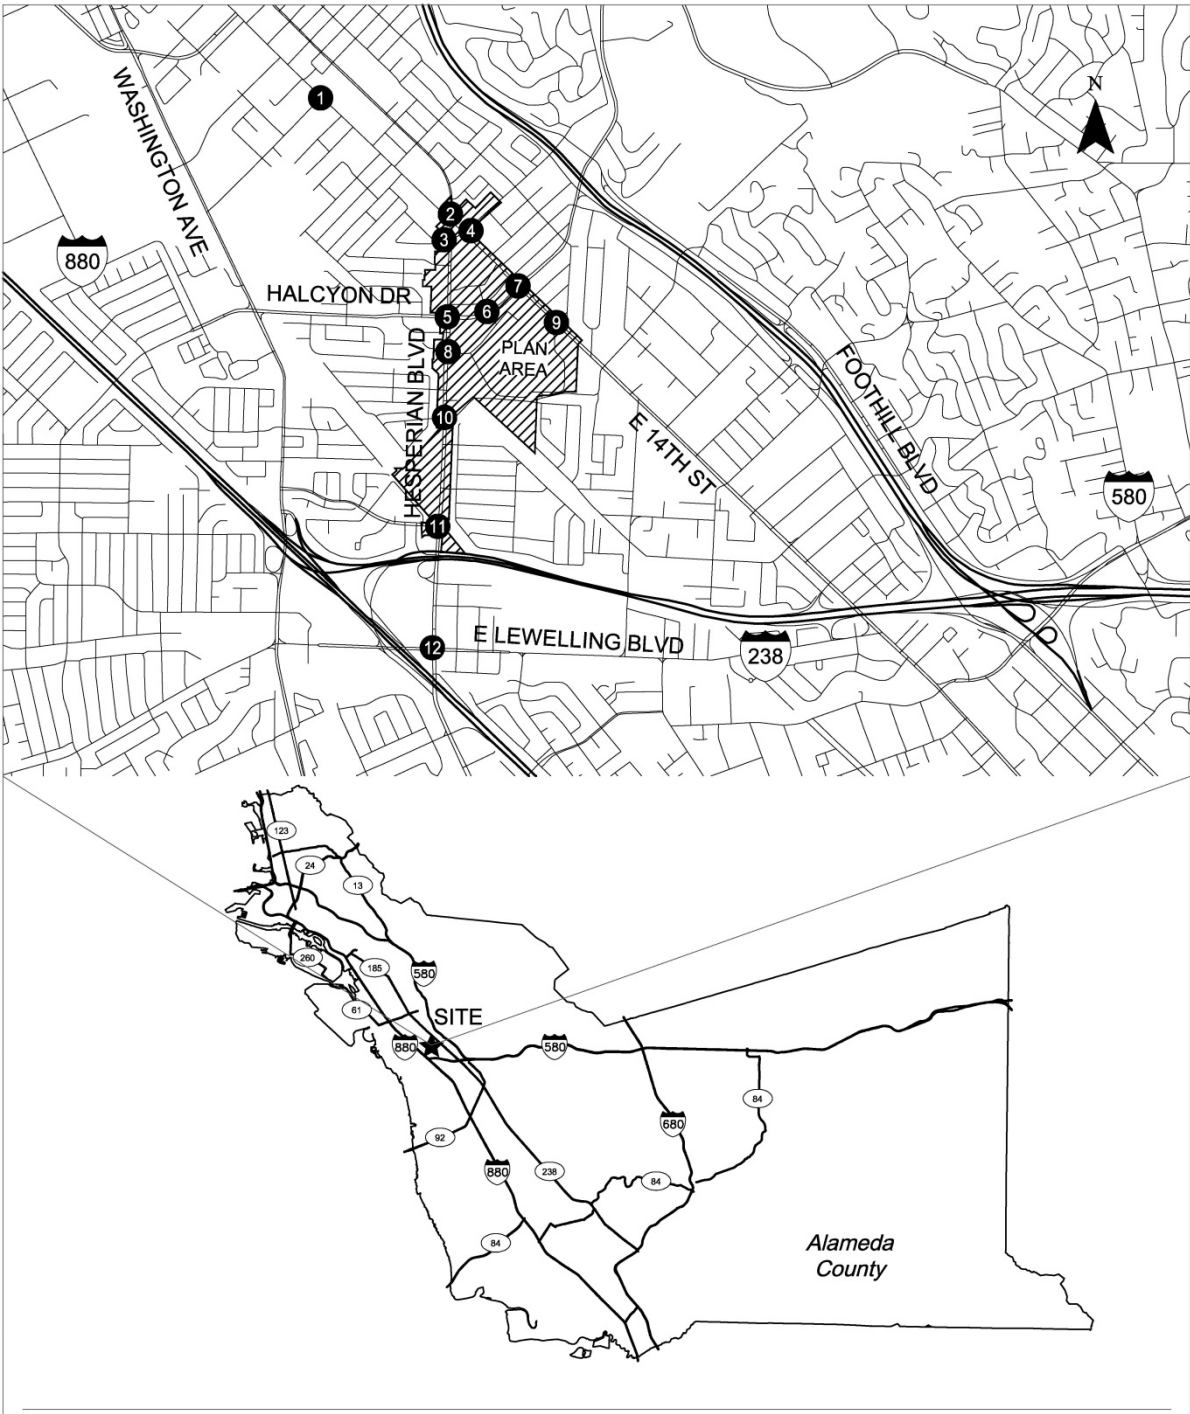 1
N
WASHINGTON AVE
2
4
3
880
7
HALCYON DR
6
5
9
8
PLAN
AREA
HESPERIAN BLVD
FOOTHILL BLVD
10
E 14TH ST
580
11
E LEWELLING BLVD
12
238
123
24
13
260
185
580
61
SITE
880
580
84
680
92
880
238
84
84
Alameda
County